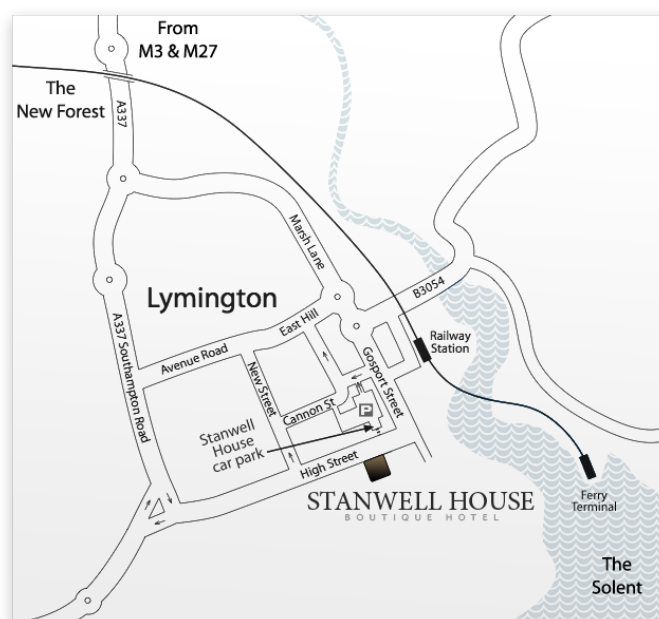 From
M3 & M27
The
New Forest
A337
Marsh Lane
Lymington
B3054
East Hill
A337 Southampton Road
Avenue Road
Railway
Station
New Street
Gosport Street
Cannon St
P
Stanwell
House
car park
High Street
STANWELL HOUSE
BOUTIQUE HOTEL
Ferry
Terminal
The
Solent